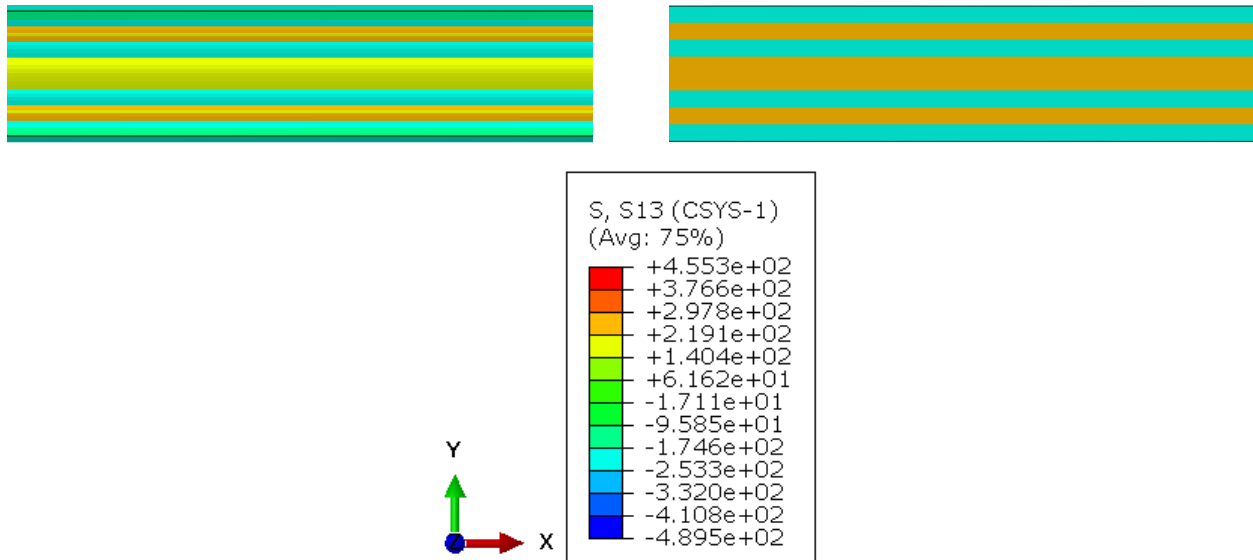 S, S13 (CSYS-1)
(Avg: 75%)
+4.553e+02
+3.766e+02
+2.978e+02
+2.191e+02
+1.404e+02
+6.162e+01
-1.711e+01
-9.585e+01
-1.746e+02
-2.533e+02
-3.320e+02
-4.108e+02
-4.895e+02
Y
Z
X